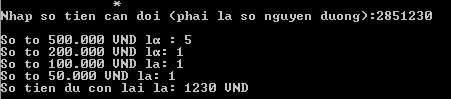 *
Nhap so tien can doi (phai la so nguyen duong):2851230
So to 500.000 VND lα : 5
So to 200.000 VND lα: 1
So to 100.000 VND la: 1
So to 50.000 VND la: 1
So tien du con lai la: 1230 VND